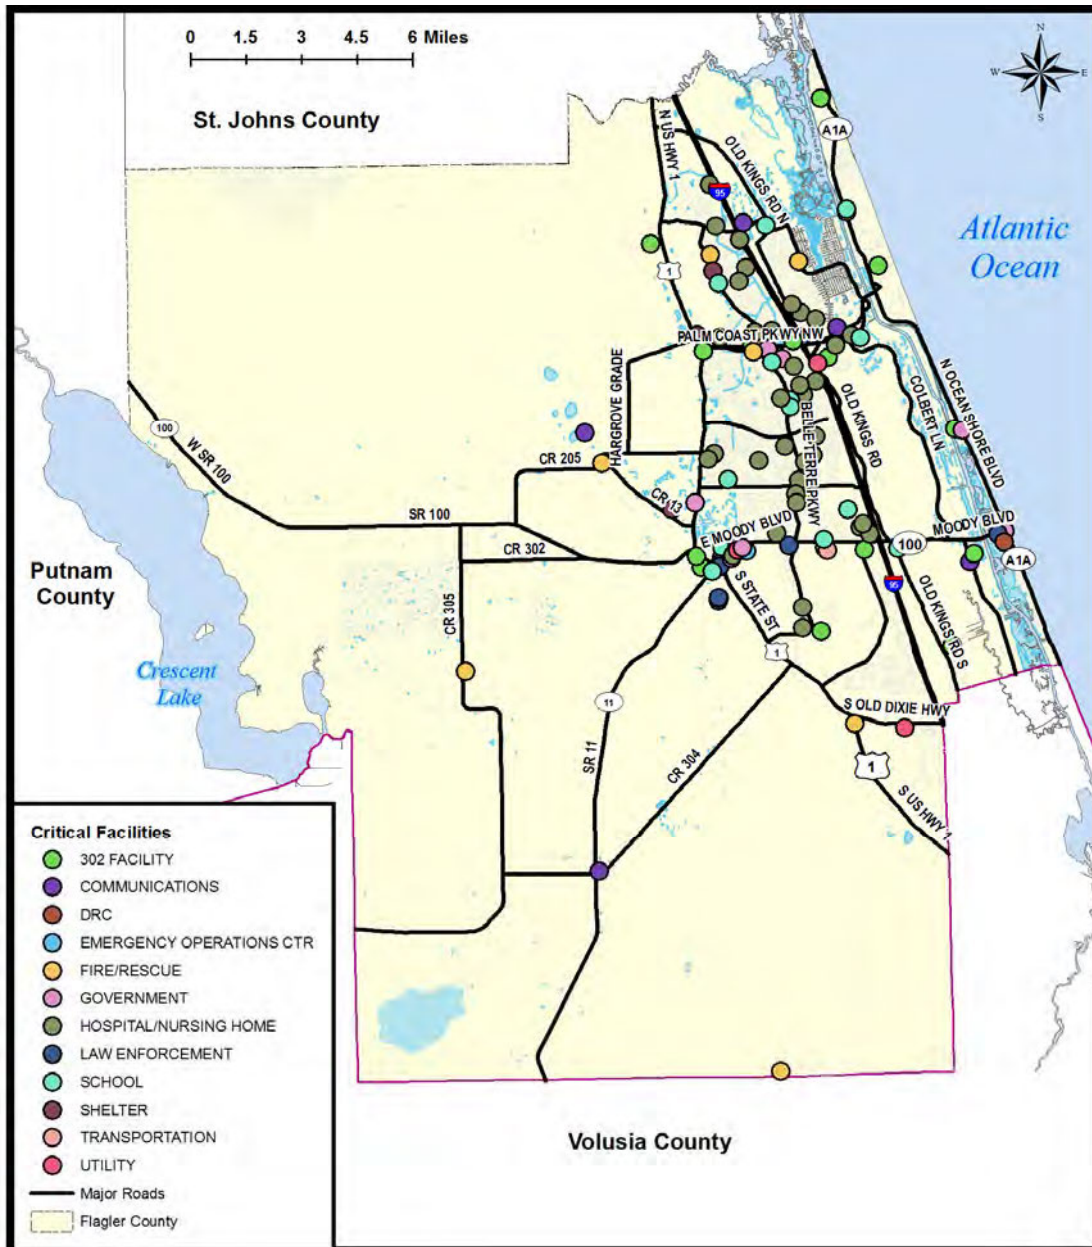 0 1.5 3 4.5 6 Miles
N
W E
S
St. Johns County
A1A
N US HWY 1
OLD KINGS RD N
95
Atlantic
Ocean
1
PALM COAST PKWY NW
HARGROVE GRADE
N OCEAN SHORE BLVD
COLBERT LN
OLD KINGS RD
BELLE TERRE PKWY
100
W SR 100
CR 205
CR 13
SR 100
E MOODY BLVD
MOODY BLVD
100
CR 302
A1A
Putnam
County
CR 305
S STATE ST
95
OLD KINGS RD S
1
Crescent
Lake
11
S OLD DIXIE HWY
SR 11
CR 304
1
S US HWY 1
Critical Facilities
302 FACILITY
COMMUNICATIONS
DRC
EMERGENCY OPERATIONS CTR
FIRE/RESCUE
GOVERNMENT
HOSPITAL/NURSING HOME
LAW ENFORCEMENT
SCHOOL
SHELTER
TRANSPORTATION
UTILITY
Major Roads
Flagler County
Volusia County